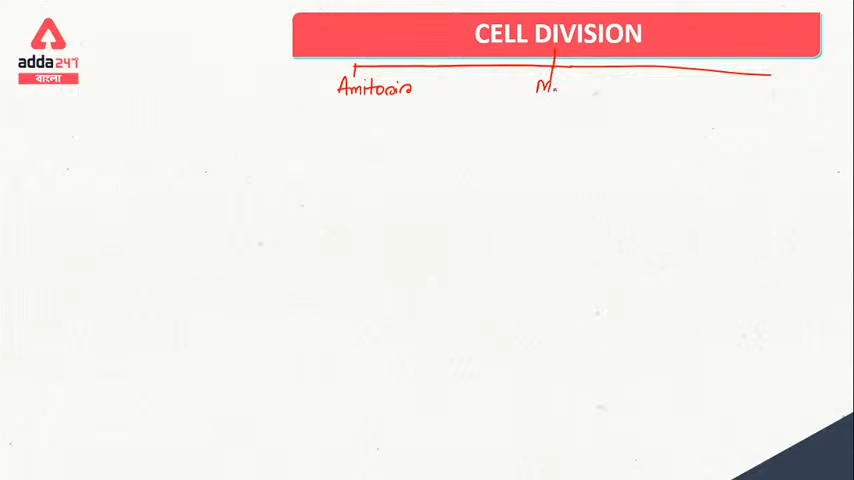 CELL DIVISION
adda247
বাংলা
Amitosis
M